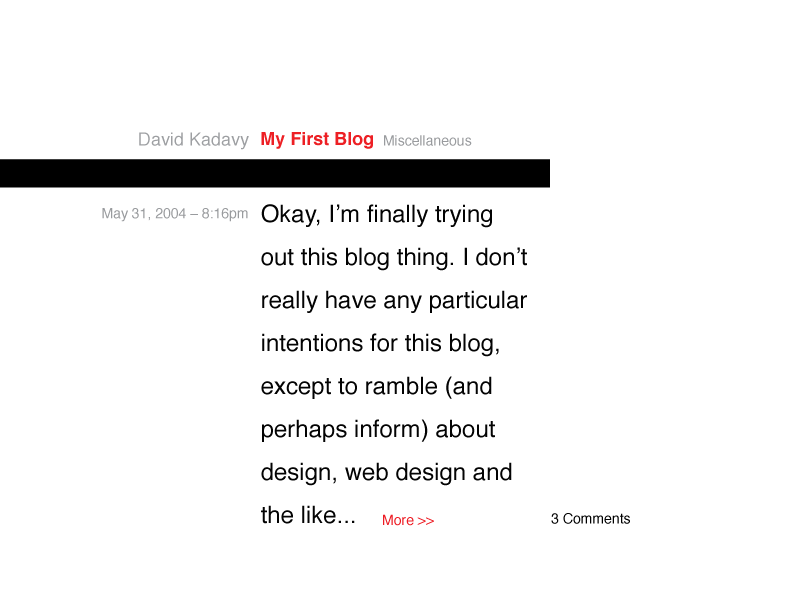 David Kadavy My First Blog Miscellaneous
May 31, 2004 – 8:16pm Okay, I’m finally trying
out this blog thing. I don’t
really have any particular
intentions for this blog,
except to ramble (and
perhaps inform) about
design, web design and
the like... More >> 3 Comments